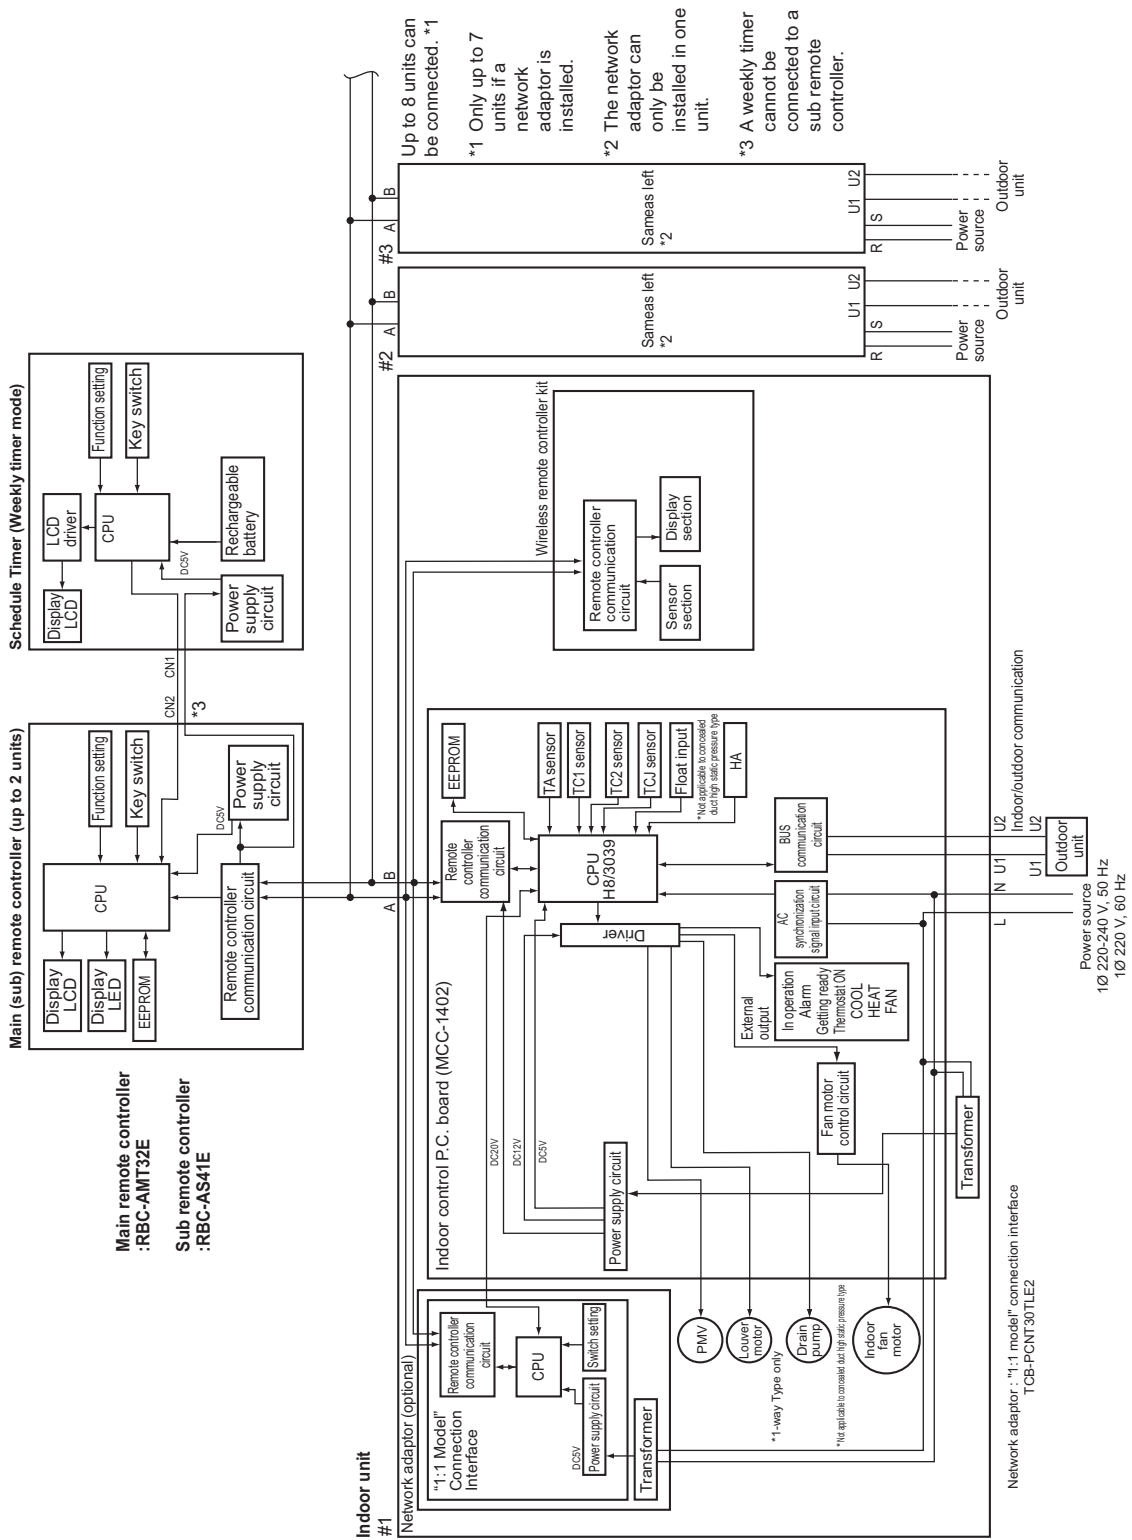 Main remote controller
:RBC-AMT32E
Sub remote controller
:RBC-AS41E
Main (sub) remote controller (up to 2 units)
Display
LCD
Display
LED
EEPROM
CPU
Function setting
Key switch
Remote controller
communication circuit
DC5V
Power
supply
circuit
CN2
CN1
*3
Schedule Timer (Weekly timer mode)
Display
LCD
LCD
driver
CPU
Function setting
Key switch
DC5V
Power
supply
circuit
Rechargeable
battery
Indoor unit
#1
Network adaptor (optional)
"1:1 Model"
Connection
Interface
Remote controller
communication
circuit
CPU
Switch setting
DC5V
Power supply circuit
Transformer
Indoor control P.C. board (MCC-1402)
DC20V
DC12V
DC5V
Power supply circuit
A
B
Remote
controller
communication
circuit
EEPROM
CPU
H8/3039
Driver
TA sensor
TC1 sensor
TC2 sensor
TCJ sensor
Float input
*Not applicable to concealed
duct high static pressure type
HA
PMV
Louver
motor
*1-way Type only
Drain
pump
*Not applicable to concealed duct high static pressure type
Indoor
fan
motor
Fan motor
control circuit
External
output
In operation
Alarm
Getting ready
Thermostat ON
COOL
HEAT
FAN
AC
synchronization
signal input circuit
BUS
communication
circuit
Transformer
Wireless remote controller kit
Remote controller
communication
circuit
Sensor
section
Display
section
L
N
U1
U2
Indoor/outdoor communication
U1
U2
Outdoor
unit
Power source
1Ø 220-240 V, 50 Hz
1Ø 220 V, 60 Hz
Network adaptor : "1:1 model" connection interface
TCB-PCNT30TLE2
#2
A
B
Sameas left
*2
R
S
U1
U2
Power
source
Outdoor
unit
#3
A
B
Sameas left
*2
R
S
U1
U2
Power
source
Outdoor
unit
Up to 8 units can
be connected. *1
*1 Only up to 7
units if a
network
adaptor is
installed.
*2 The network
adaptor can
only be
installed in one
unit.
*3 A weekly timer
cannot be
connected to a
sub remote
controller.